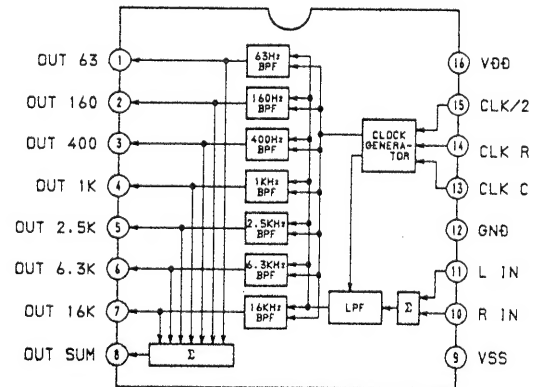 OUT 63
1
63Hz
BPF
16
VDD
OUT 160
2
160Hz
BPF
15
CLK/2
OUT 400
3
400Hz
BPF
CLOCK
GENERA-
TOR
14
CLK R
OUT 1K
4
1KHz
BPF
13
CLK C
OUT 2.5K
5
2.5KHz
BPF
12
GND
OUT 6.3K
6
6.3KHz
BPF
11
L IN
OUT 16K
7
16KHz
BPF
LPF
Σ
10
R IN
OUT SUM
8
Σ
9
VSS